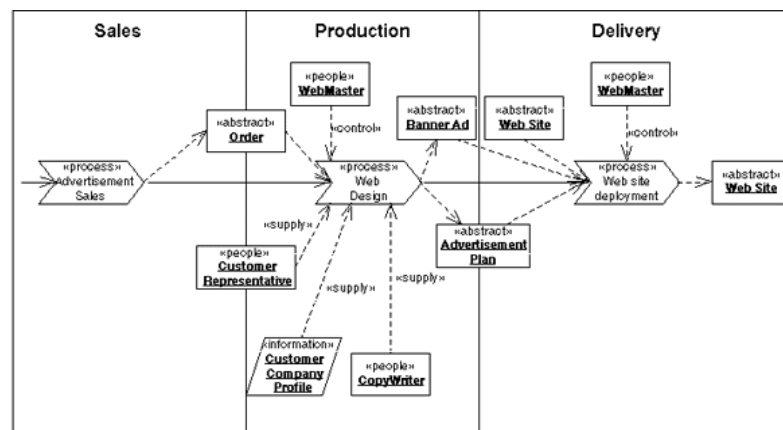 Sales
Production
Delivery
«people»
WebMaster
«people»
WebMaster
«abstract»
Order
«control»
«abstract»
Banner Ad
«abstract»
Web Site
«control»
«process»
Advertisement
Sales
«process»
Web
Design
«process»
Web site
deployment
«abstract»
Web Site
«supply»
«people»
Customer
Representative
«abstract»
Advertisement
Plan
«supply»
«supply»
«information»
Customer
Company
Profile
«people»
CopyWriter